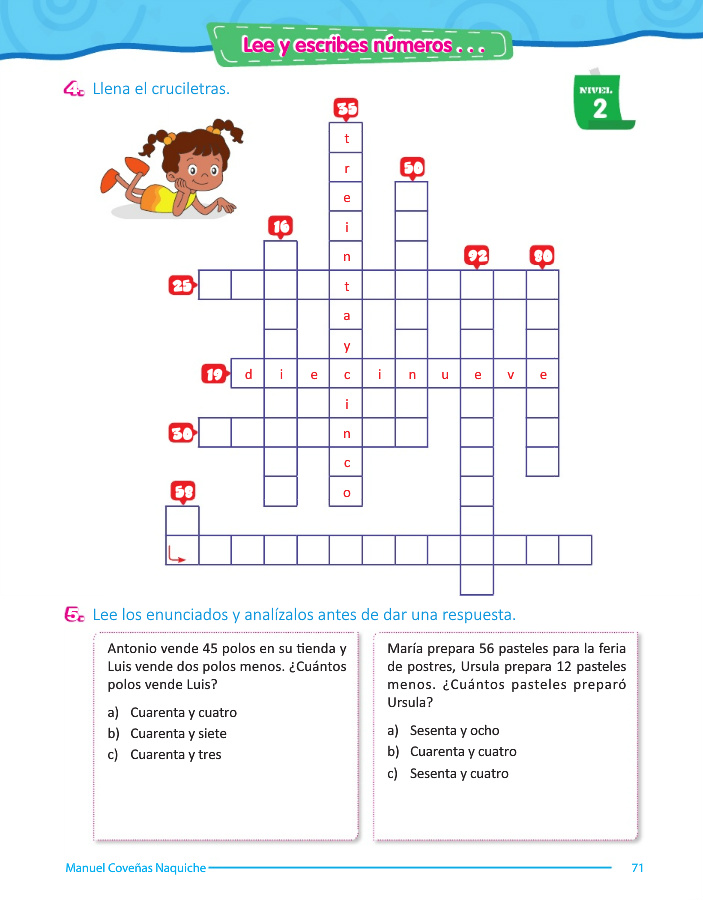 Lee y escribes números . . .
4. Llena el cruciletras.
NIVEL
2
35
t
r
50
e
16
i
n
92
80
25
t
a
y
19
d i e c i n u e v e
i
30
n
c
58
o
5. Lee los enunciados y analízalos antes de dar una respuesta.
Antonio vende 45 polos en su tienda y
Luis vende dos polos menos. ¿Cuántos
polos vende Luis?
a) Cuarenta y cuatro
b) Cuarenta y siete
c) Cuarenta y tres
María prepara 56 pasteles para la feria
de postres, Ursula prepara 12 pasteles
menos. ¿Cuántos pasteles preparó
Ursula?
a) Sesenta y ocho
b) Cuarenta y cuatro
c) Sesenta y cuatro
Manuel Coveñas Naquiche
71